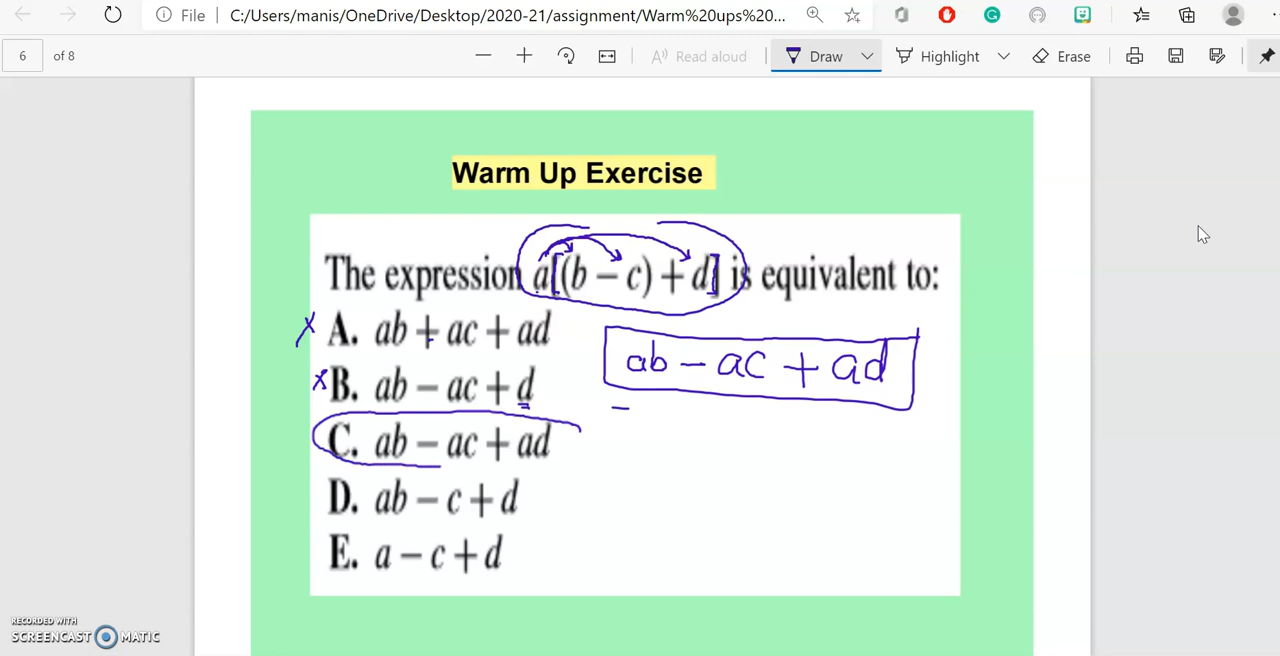 File C:/Users/manis/OneDrive/Desktop/2020-21/assignment/Warm%20ups%20...
6 of 8 Read aloud Draw Highlight Erase
Warm Up Exercise
The expression a[(b − c) + d] is equivalent to:
X A. ab + ac + ad
ab − ac + ad
X B. ab − ac + d
C. ab − ac + ad
D. ab − c + d
E. a − c + d
RECORDED WITH
SCREENCAST MATIC